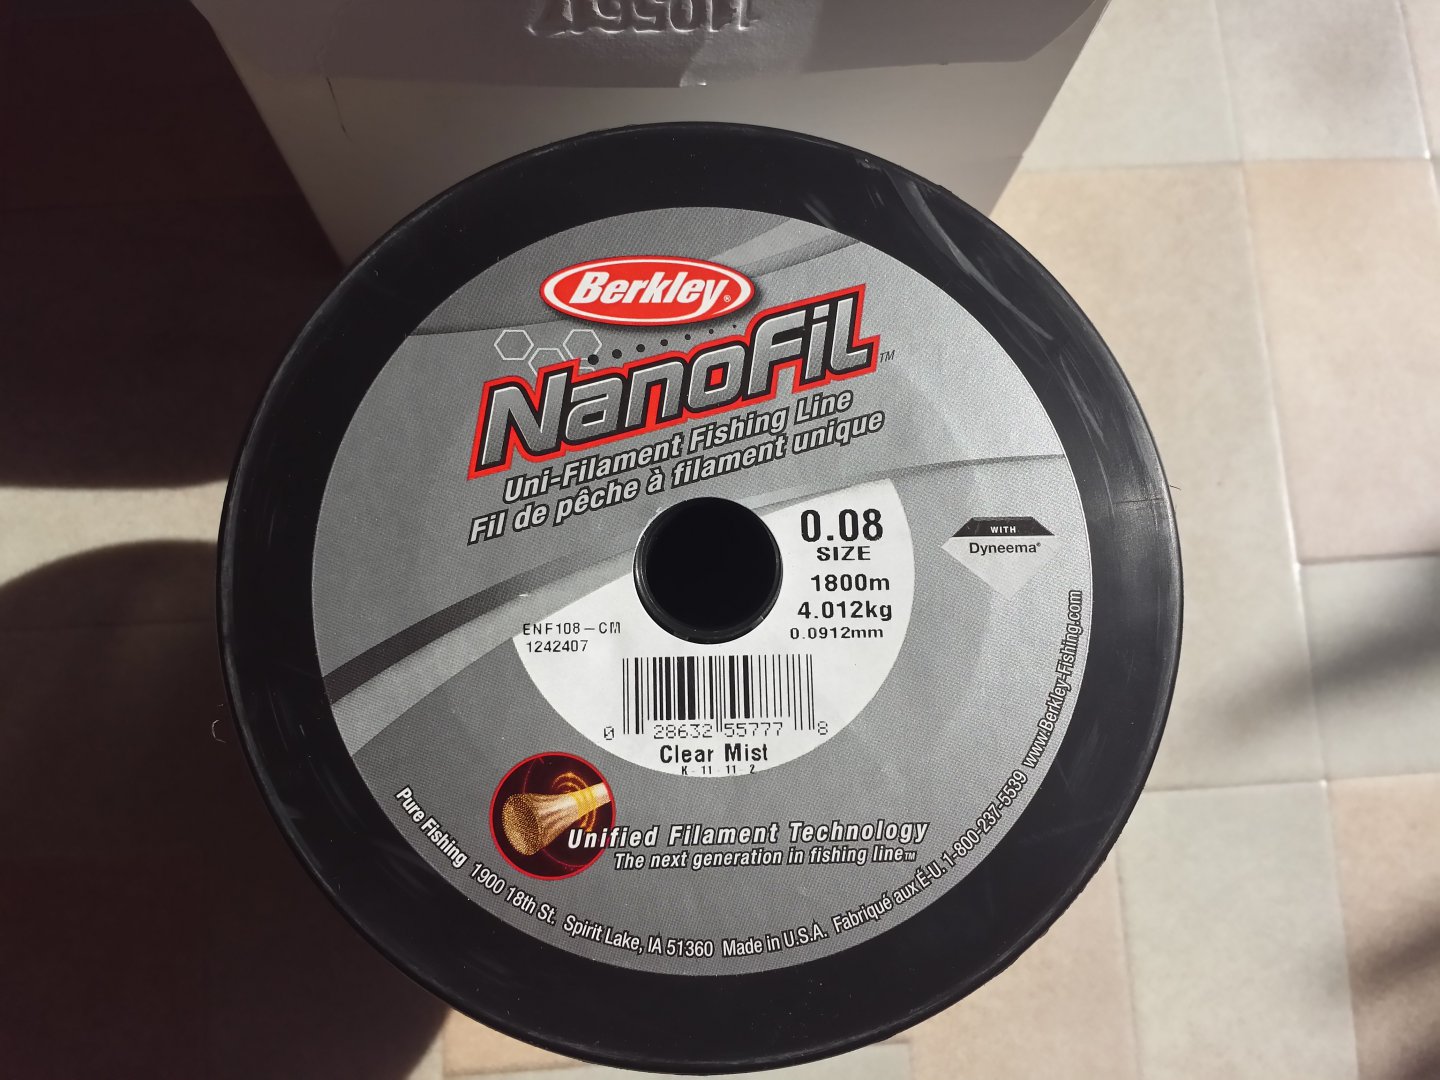 110557
Berkley®
NanoFil™
Uni-Filament Fishing Line
Fil de pêche à filament unique
0.08
SIZE
1800m
4.012kg
0.0912mm
WITH
Dyneema®
ENF108-CM
1242407
0 28632 55777 8
Clear Mist
K 11 11 2
Unified Filament Technology
The next generation in fishing line™
Pure Fishing 1900 18th St. Spirit Lake, IA 51360 Made in U.S.A. Fabriqué aux É-U. 1-800-237-5539 www.Berkley-Fishing.com